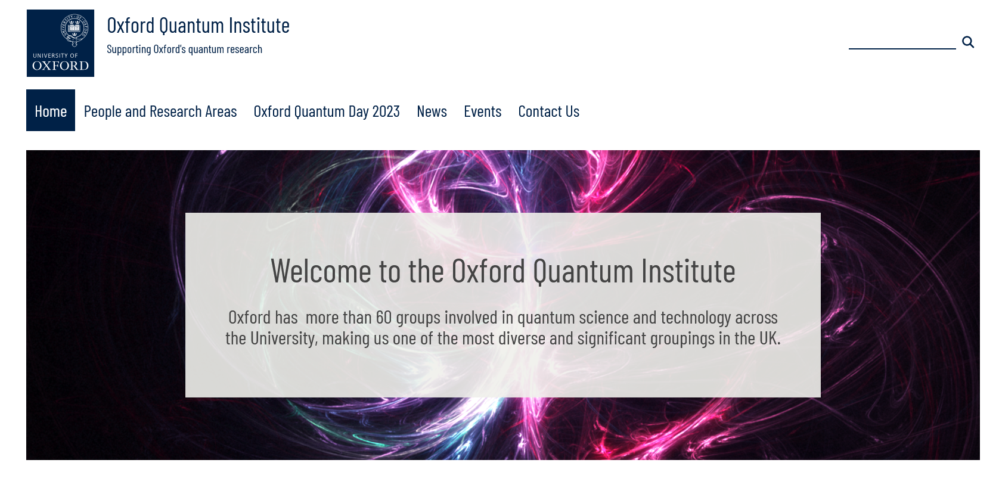 UNIVERSITY OF
OXFORD
Oxford Quantum Institute
Supporting Oxford's quantum research
Home People and Research Areas Oxford Quantum Day 2023 News Events Contact Us
Welcome to the Oxford Quantum Institute
Oxford has  more than 60 groups involved in quantum science and technology across
the University, making us one of the most diverse and significant groupings in the UK.